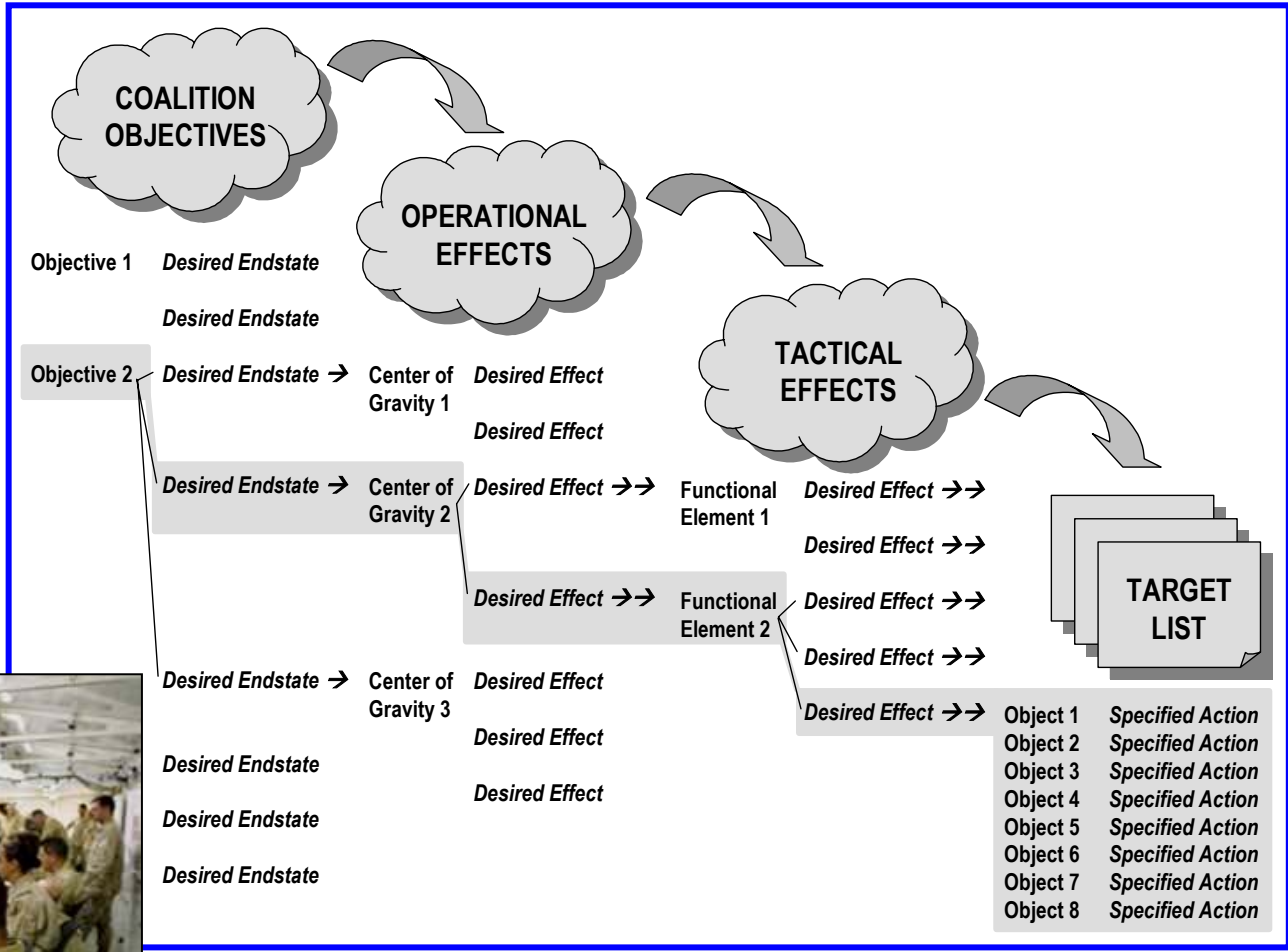 COALITION
OBJECTIVES
OPERATIONAL
EFFECTS
TACTICAL
EFFECTS
TARGET
LIST
Objective 1 Desired Endstate
Desired Endstate
Objective 2 Desired Endstate → Center of Gravity 1 Desired Effect
Desired Effect
Desired Endstate → Center of Gravity 2 Desired Effect →→ Functional Element 1 Desired Effect →→
Desired Effect →→
Desired Effect →→ Functional Element 2 Desired Effect →→
Desired Effect →→
Desired Endstate → Center of Gravity 3 Desired Effect
Desired Effect →→ Object 1 Specified Action
Object 2 Specified Action
Desired Effect
Object 3 Specified Action
Desired Endstate
Object 4 Specified Action
Desired Effect
Object 5 Specified Action
Desired Endstate
Object 6 Specified Action
Object 7 Specified Action
Desired Endstate
Object 8 Specified Action